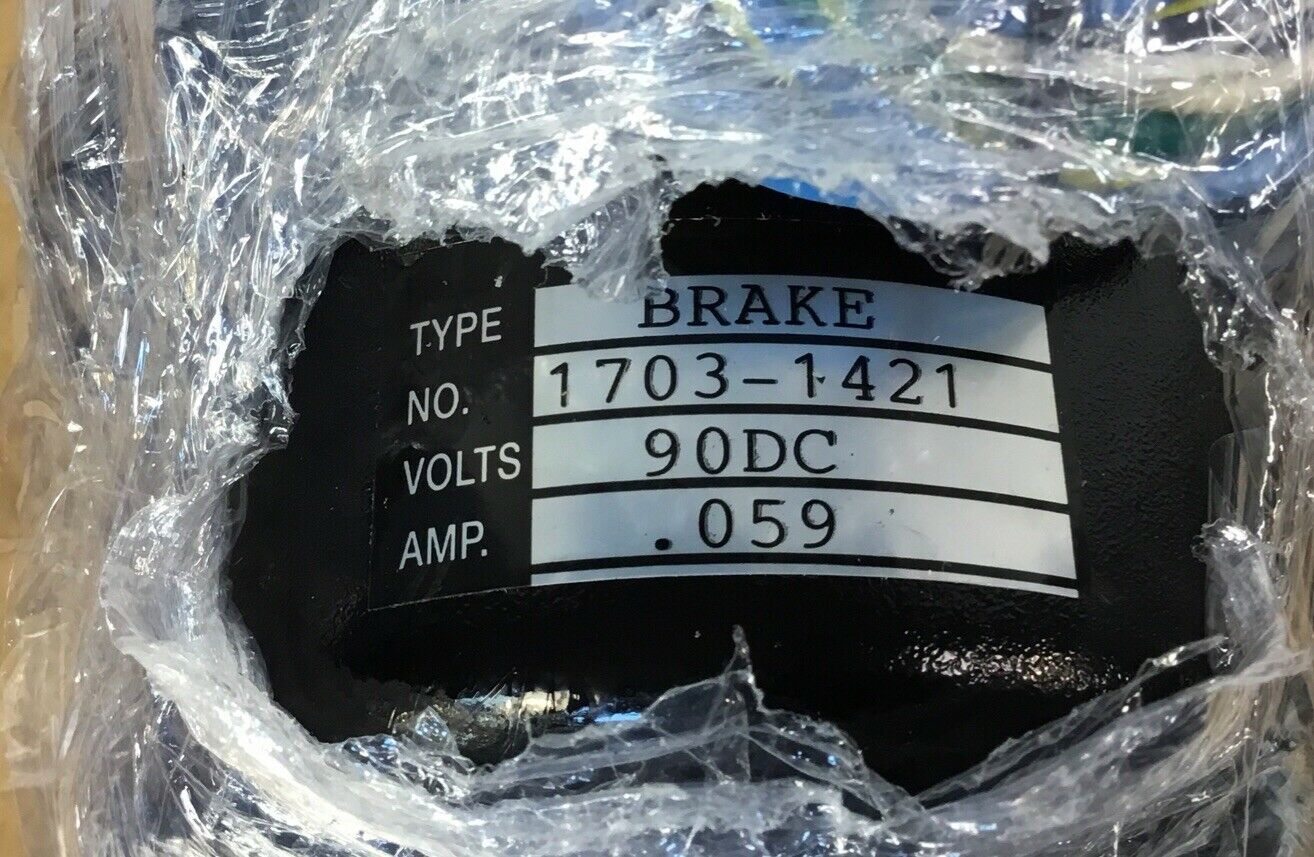 TYPE BRAKE
NO. 1703-1421
VOLTS 90DC
AMP. .059